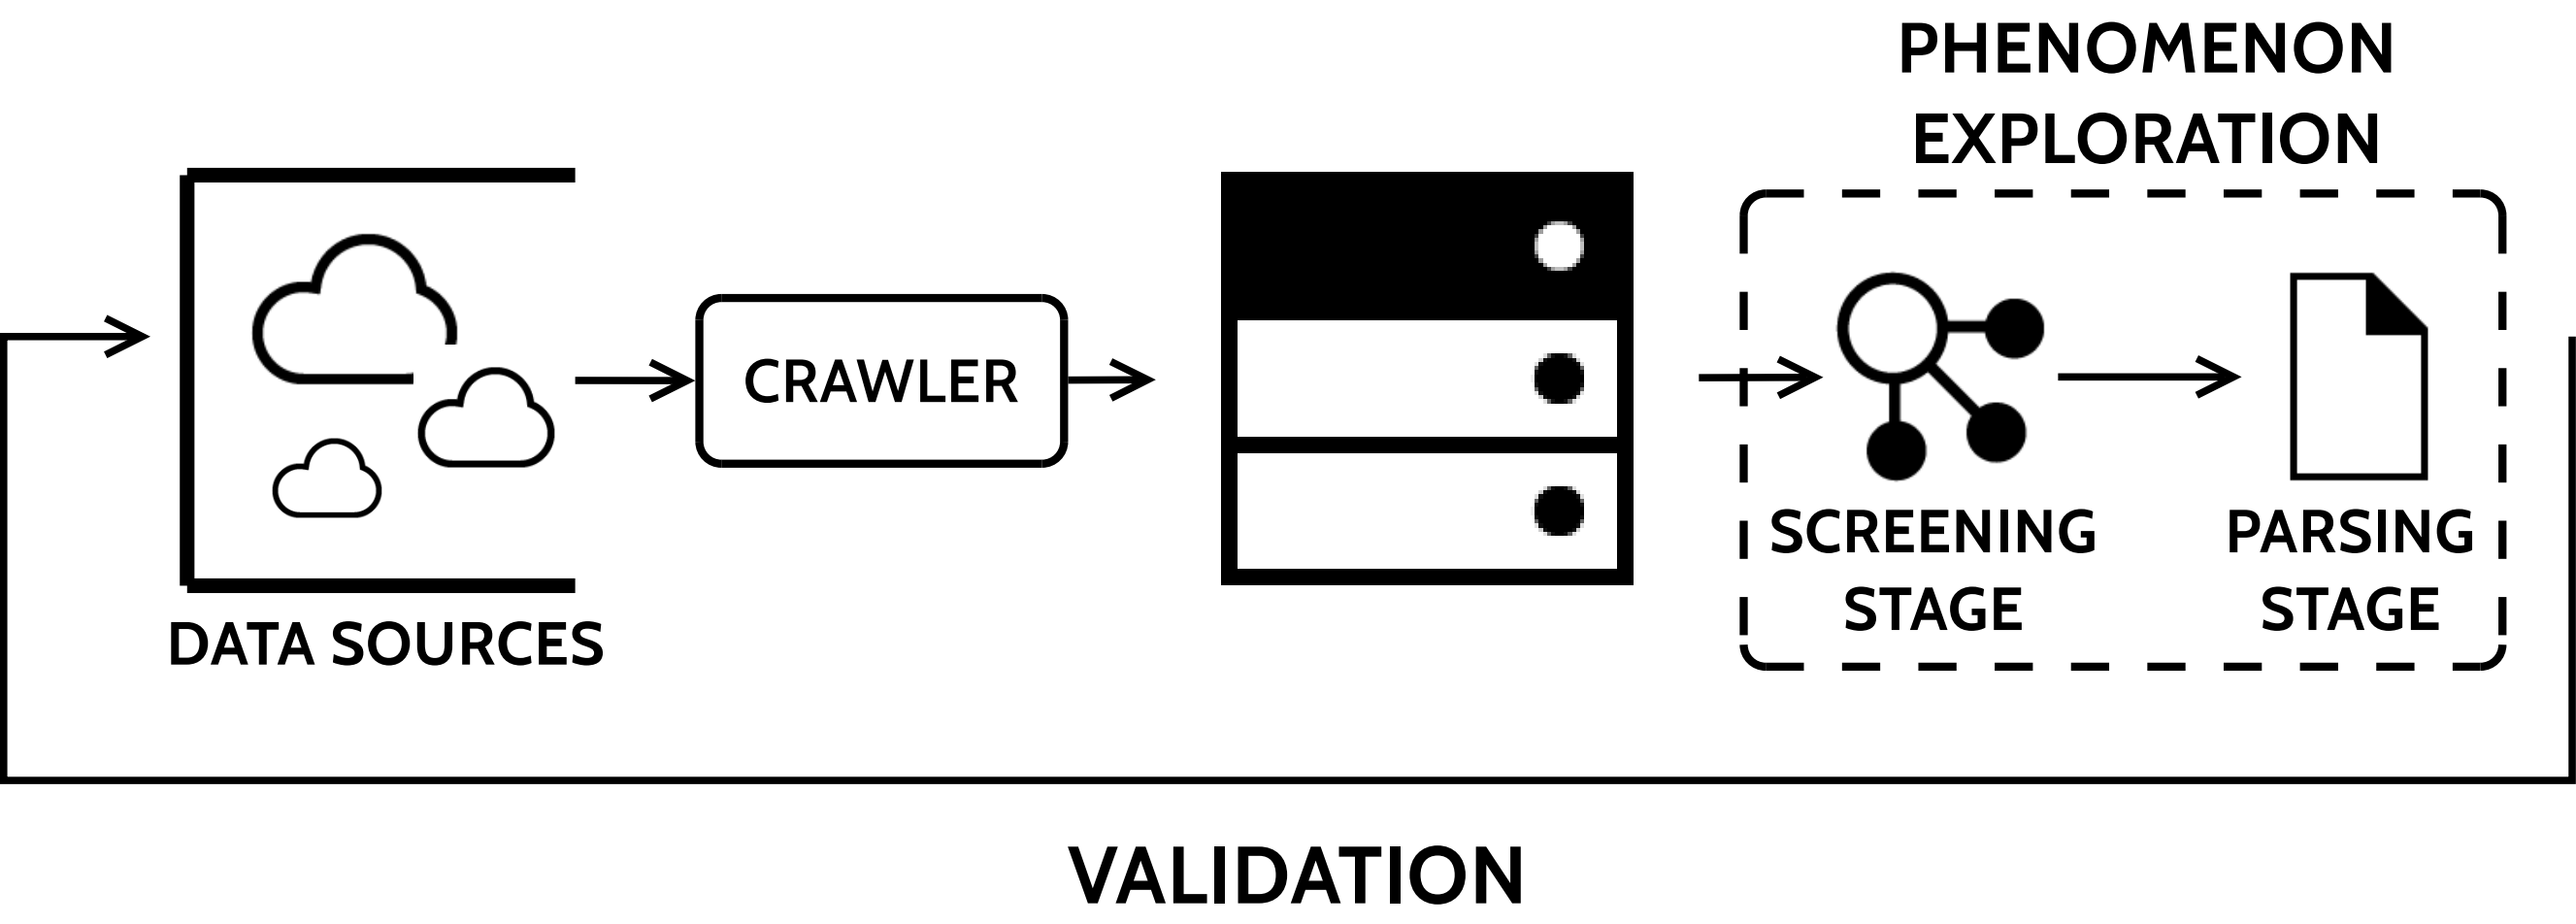 PHENOMENON
EXPLORATION
CRAWLER
SCREENING
STAGE
PARSING
STAGE
DATA SOURCES
VALIDATION